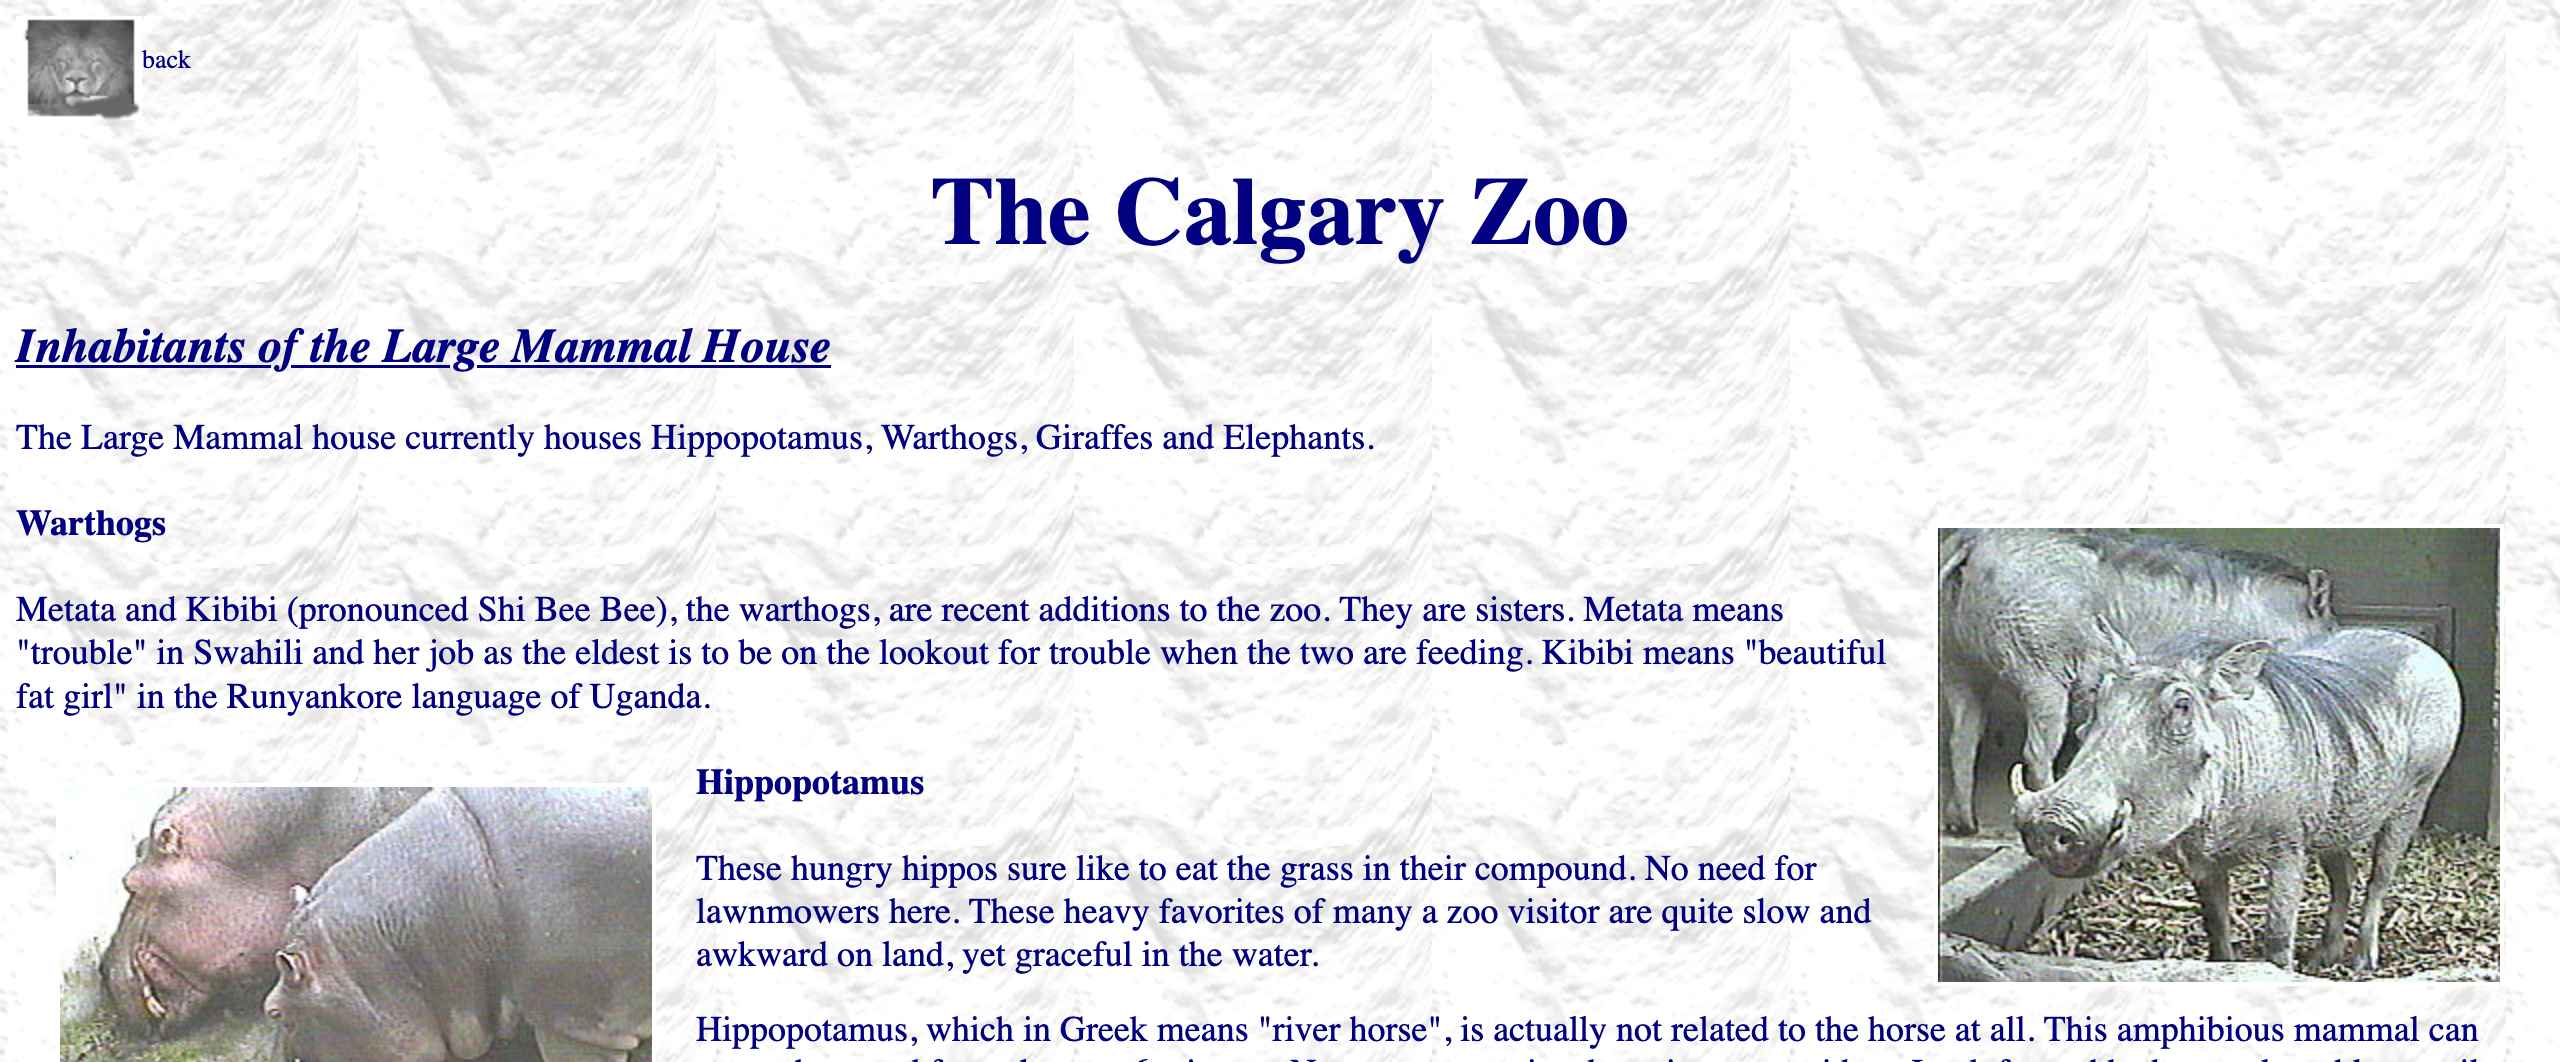 back
The Calgary Zoo
Inhabitants of the Large Mammal House
The Large Mammal house currently houses Hippopotamus, Warthogs, Giraffes and Elephants.
Warthogs
Metata and Kibibi (pronounced Shi Bee Bee), the warthogs, are recent additions to the zoo. They are sisters. Metata means
"trouble" in Swahili and her job as the eldest is to be on the lookout for trouble when the two are feeding. Kibibi means "beautiful
fat girl" in the Runyankore language of Uganda.
Hippopotamus
These hungry hippos sure like to eat the grass in their compound. No need for
lawnmowers here. These heavy favorites of many a zoo visitor are quite slow and
awkward on land, yet graceful in the water.
Hippopotamus, which in Greek means "river horse", is actually not related to the horse at all. This amphibious mammal can